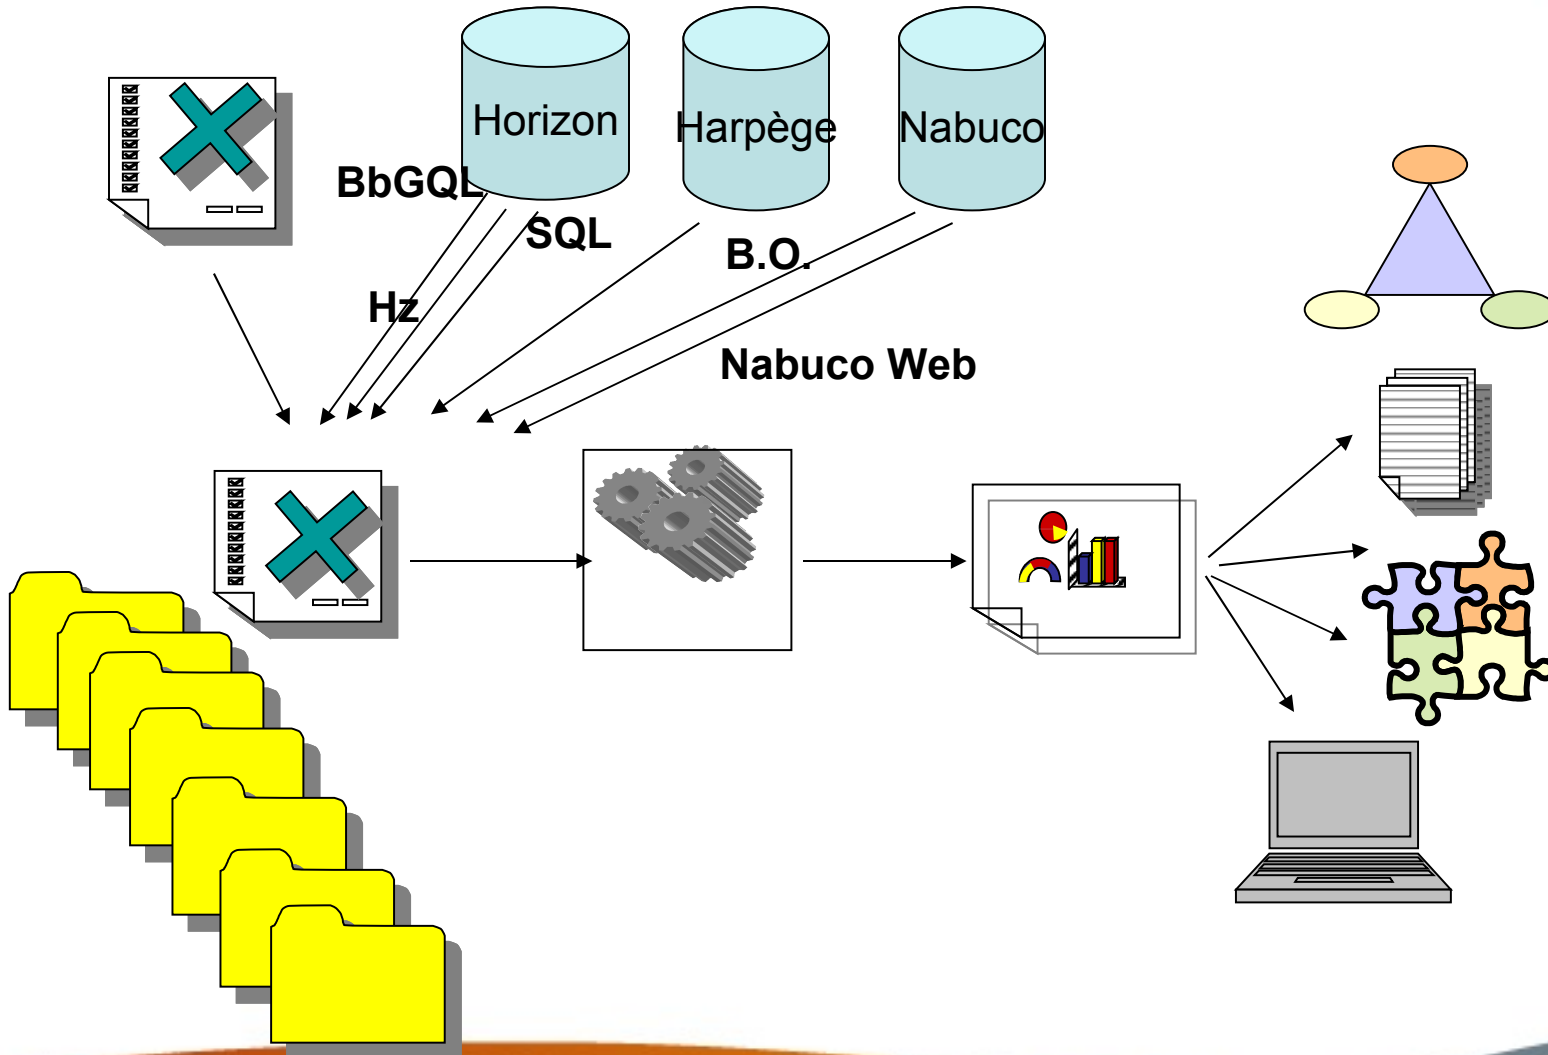 Horizon
Harpège
Nabuco
BbGQL
SQL
B.O.
Hz
Nabuco Web